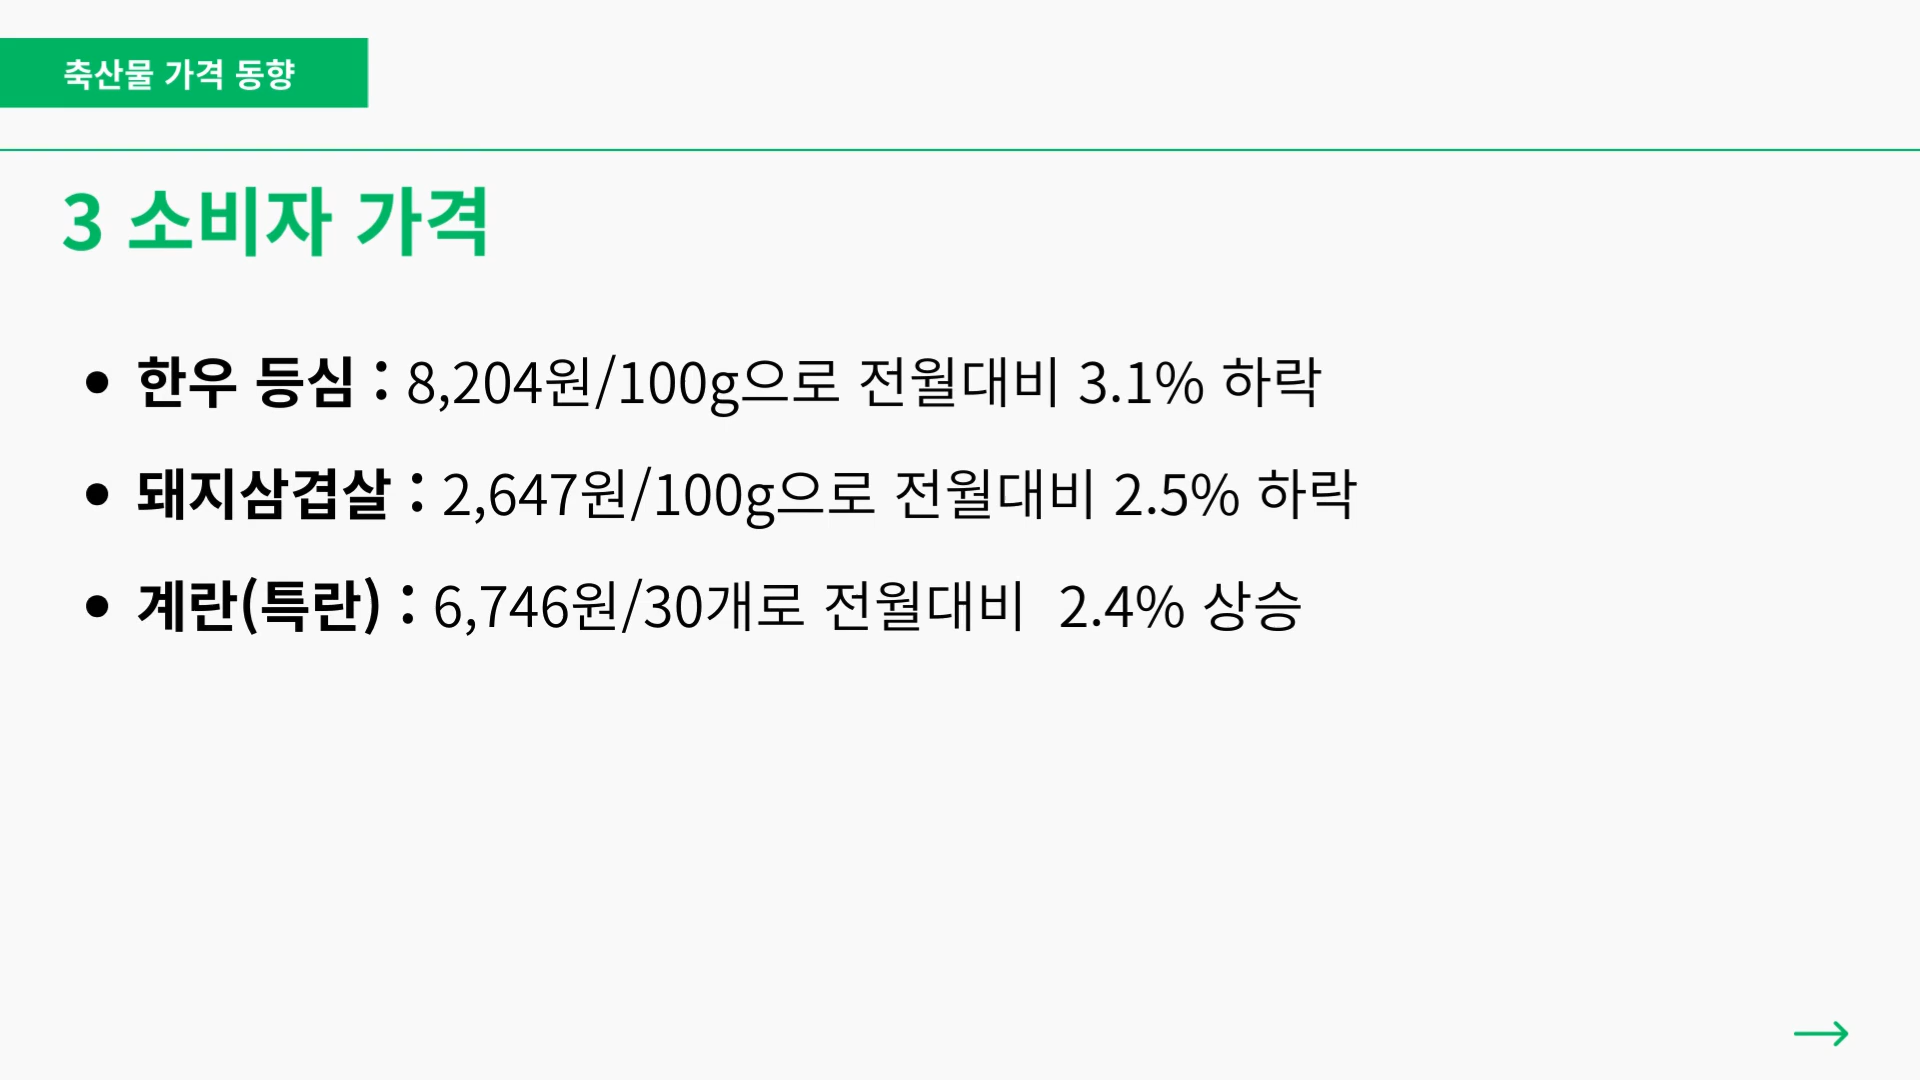 축산물 가격 동향
3 소비자 가격
• 한우 등심 : 8,204원/100g으로 전월대비 3.1% 하락
• 돼지삼겹살 : 2,647원/100g으로 전월대비 2.5% 하락
• 계란(특란) : 6,746원/30개로 전월대비  2.4% 상승